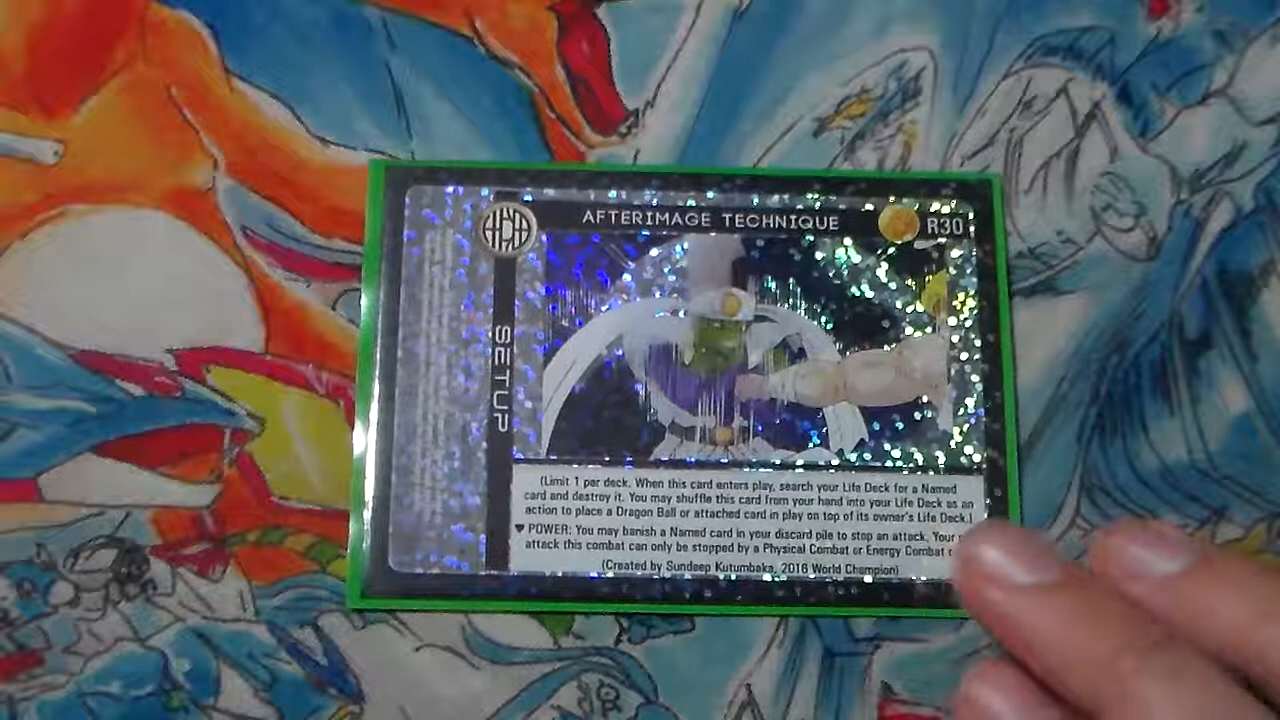 AFTERIMAGE TECHNIQUE
R30
SETUP
(Limit 1 per deck. When this card enters play, search your Life Deck for a Named
card and destroy it. You may shuffle this card from your hand into your Life Deck as an
action to place a Dragon Ball or attached card in play on top of its owner's Life Deck.)
POWER: You may banish a Named card in your discard pile to stop an attack. Your
attack this combat can only be stopped by a Physical Combat or Energy Combat
(Created by Sundeep Kutumbaka, 2016 World Champion)